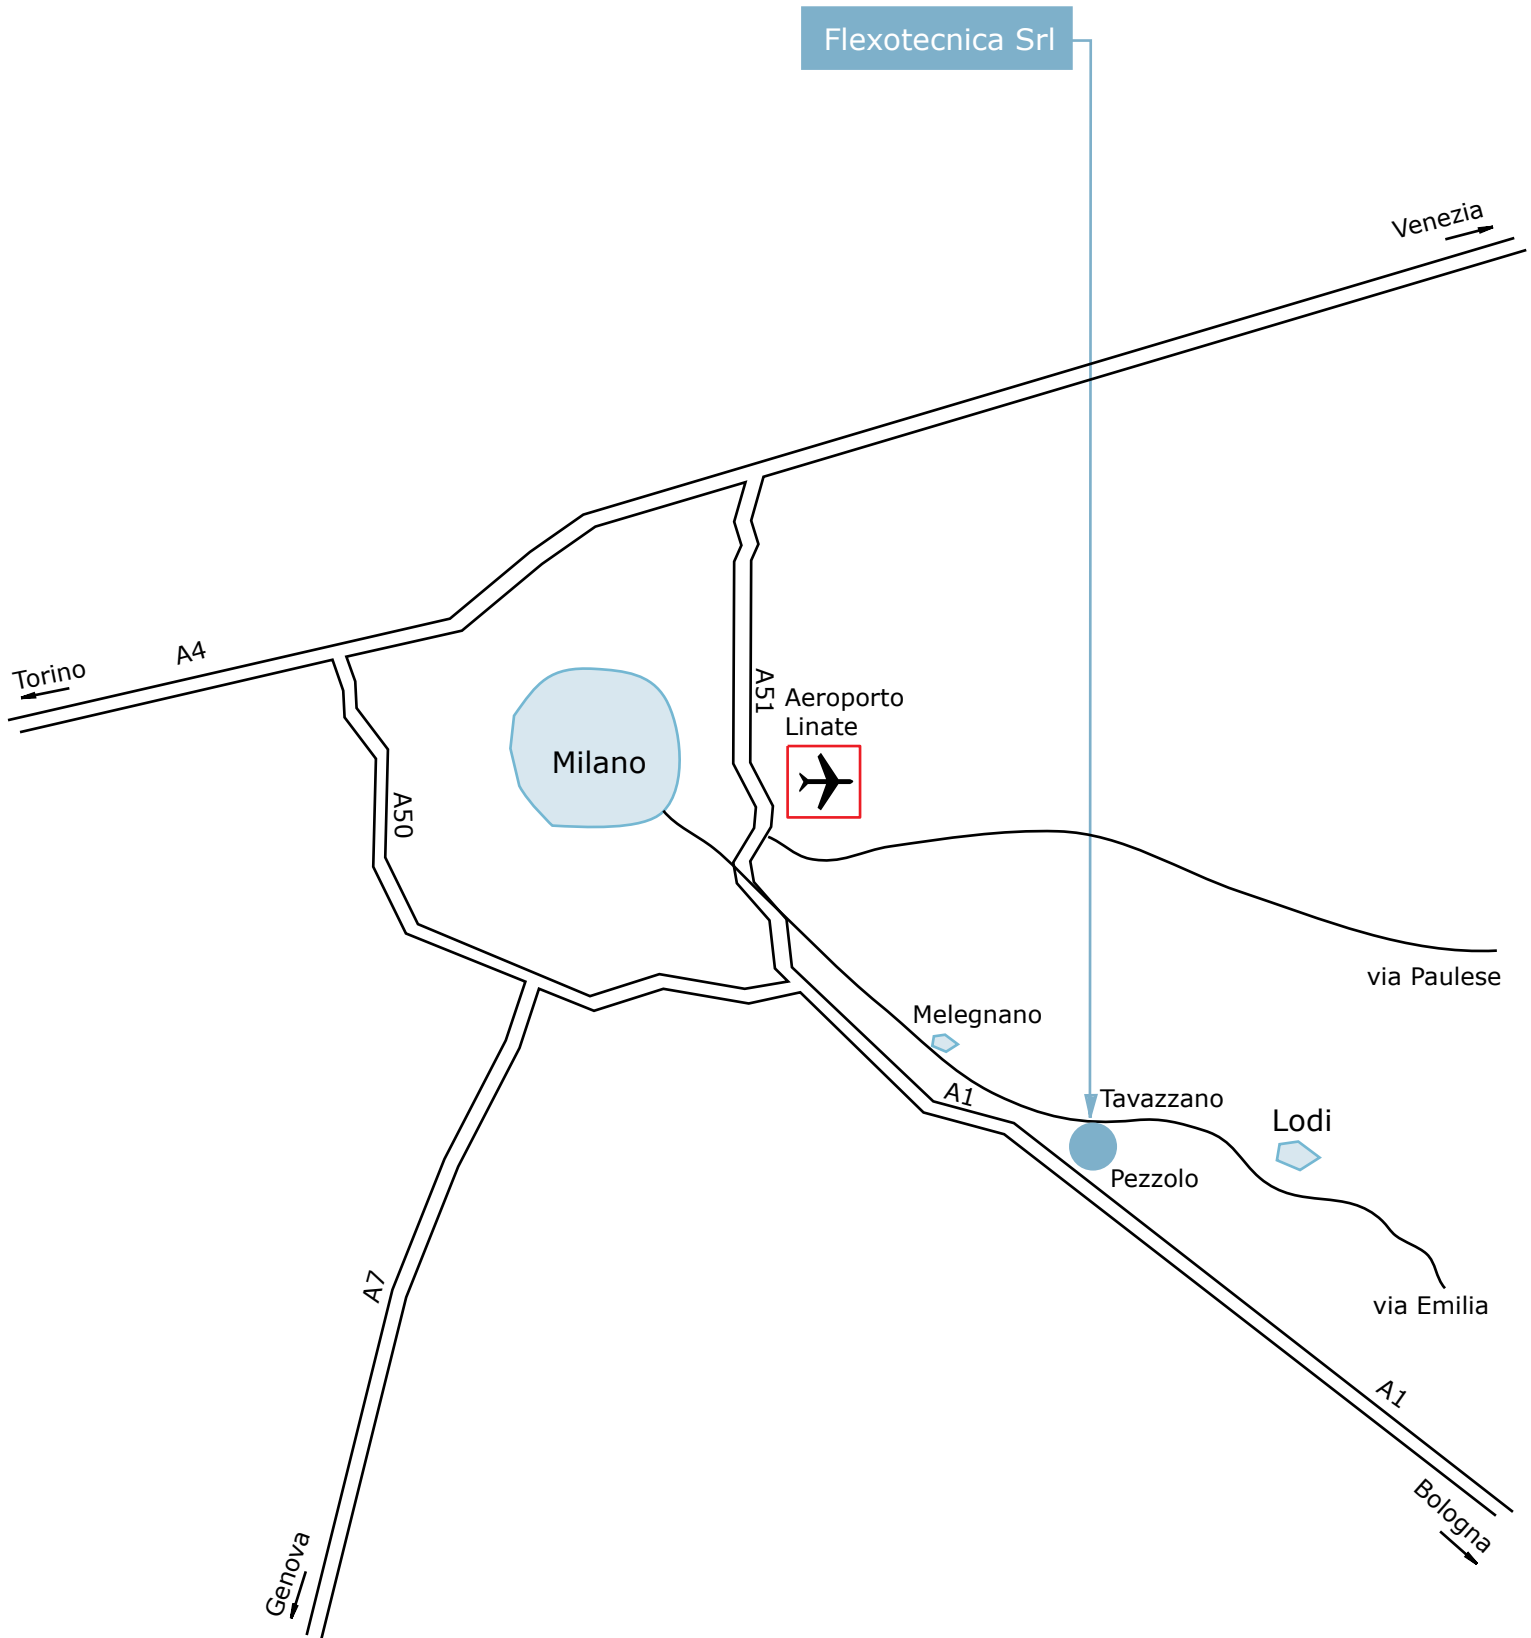 Flexotecnica Srl
Venezia
A4
Torino
A51
Aeroporto
Linate
Milano
A50
via Paulese
Melegnano
A1
Tavazzano
Lodi
Pezzolo
A7
via Emilia
A1
Bologna
Genova